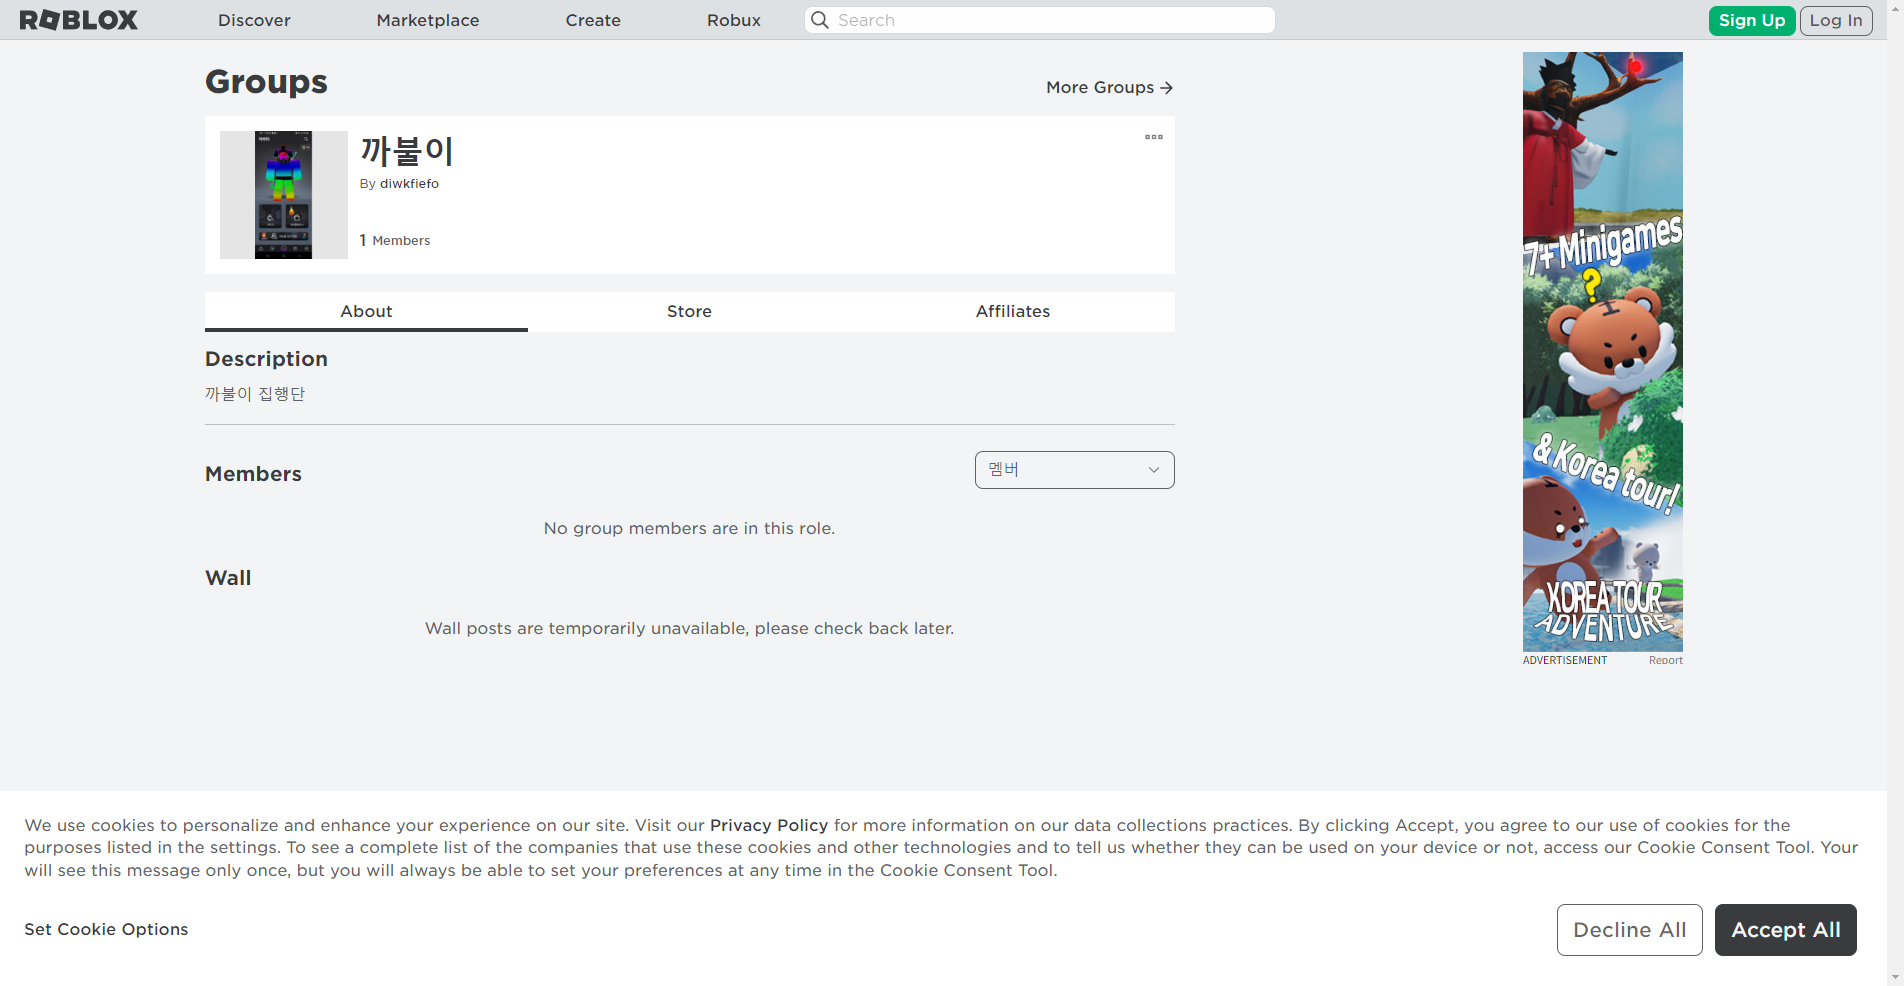 ROBLOX
Discover
Marketplace
Create
Robux
Search
Sign Up
Log In
Groups
More Groups
까불이
By diwkfiefo
1 Members
About
Store
Affiliates
Description
까불이 집행단
Members
멤버
No group members are in this role.
Wall
Wall posts are temporarily unavailable, please check back later.
7+ Minigames
?
& Korea tour!
KOREA TOUR
ADVENTURE
ADVERTISEMENT
Report
We use cookies to personalize and enhance your experience on our site. Visit our Privacy Policy for more information on our data collections practices. By clicking Accept, you agree to our use of cookies for the
purposes listed in the settings. To see a complete list of the companies that use these cookies and other technologies and to tell us whether they can be used on your device or not, access our Cookie Consent Tool. Your
will see this message only once, but you will always be able to set your preferences at any time in the Cookie Consent Tool.
Set Cookie Options
Decline All
Accept All